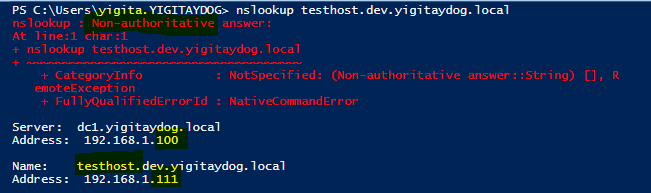 PS C:\Users\yigita.YIGITAYDOG> nslookup testhost.dev.yigitaydog.local
nslookup : Non-authoritative answer:
At line:1 char:1
+ nslookup testhost.dev.yigitaydog.local
+ ~~~~~~~~~~~~~~~~~~~~~~~~~~~~~~~~~~~~~~
    + CategoryInfo          : NotSpecified: (Non-authoritative answer::String) [], R
   emoteException
    + FullyQualifiedErrorId : NativeCommandError
Server:  dc1.yigitaydog.local
Address:  192.168.1.100
Name:    testhost.dev.yigitaydog.local
Address:  192.168.1.111